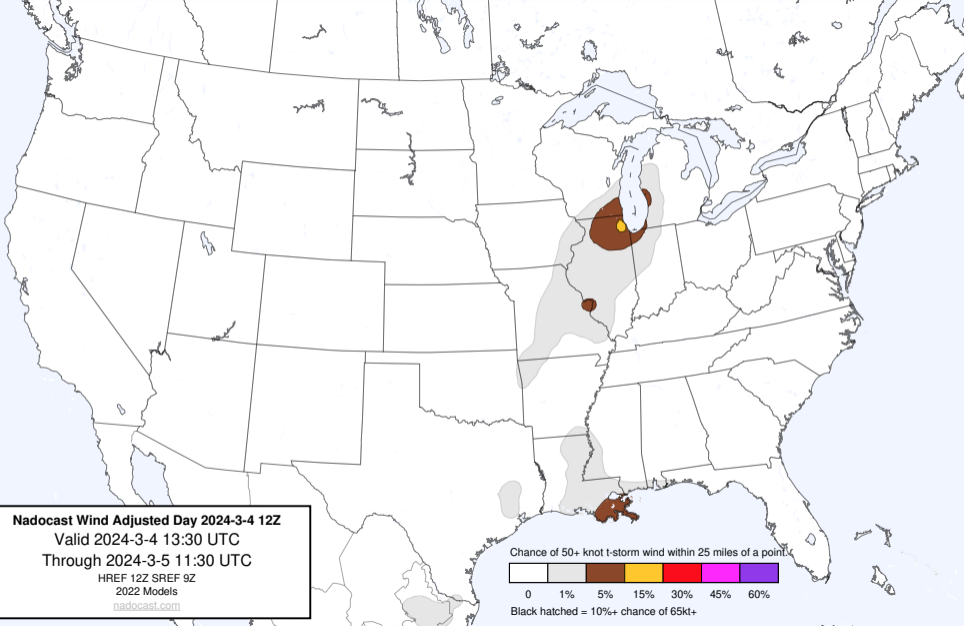 Nadocast Wind Adjusted Day 2024-3-4 12Z
Valid 2024-3-4 13:30 UTC
Through 2024-3-5 11:30 UTC
HREF 12Z SREF 9Z
2022 Models
nadocast.com
Chance of 50+ knot t-storm wind within 25 miles of a point.
0 1% 5% 15% 30% 45% 60%
Black hatched = 10%+ chance of 65kt+